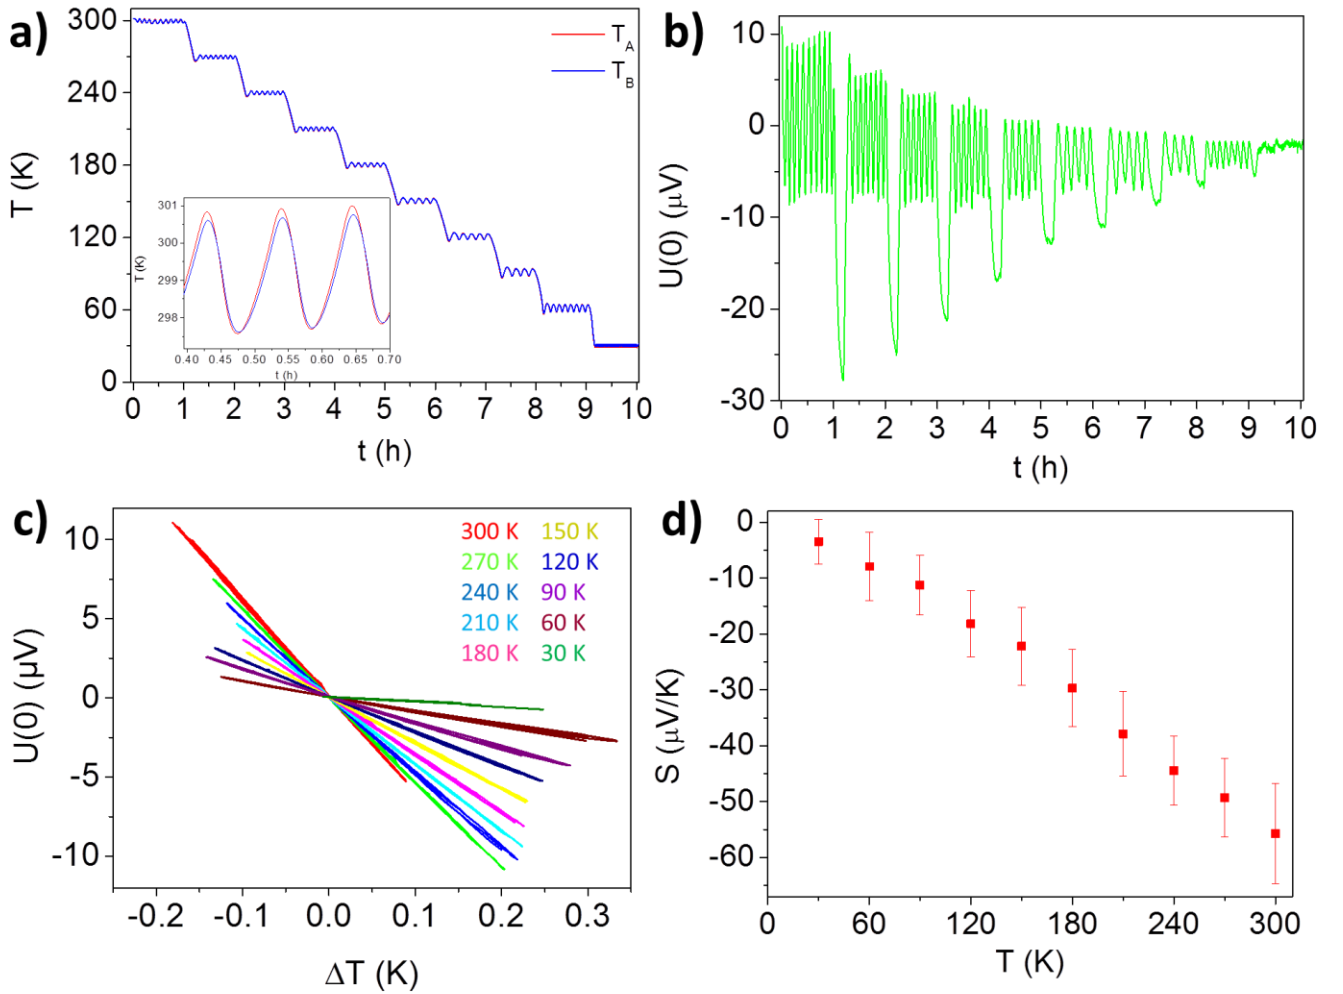 a)
300
240
180
120
60
0
T (K)
T_A
T_B
301
300
299
298
T (K)
0.40 0.45 0.50 0.55 0.60 0.65 0.70
t (h)
0 1 2 3 4 5 6 7 8 9 10
t (h)
b)
10
0
-10
-20
-30
U(0) (μV)
0 1 2 3 4 5 6 7 8 9 10
t (h)
c)
10
5
0
-5
-10
U(0) (μV)
300 K 150 K
270 K 120 K
240 K 90 K
210 K 60 K
180 K 30 K
-0.2 -0.1 0.0 0.1 0.2 0.3
ΔT (K)
d)
0
-10
-20
-30
-40
-50
-60
S (μV/K)
0 60 120 180 240 300
T (K)